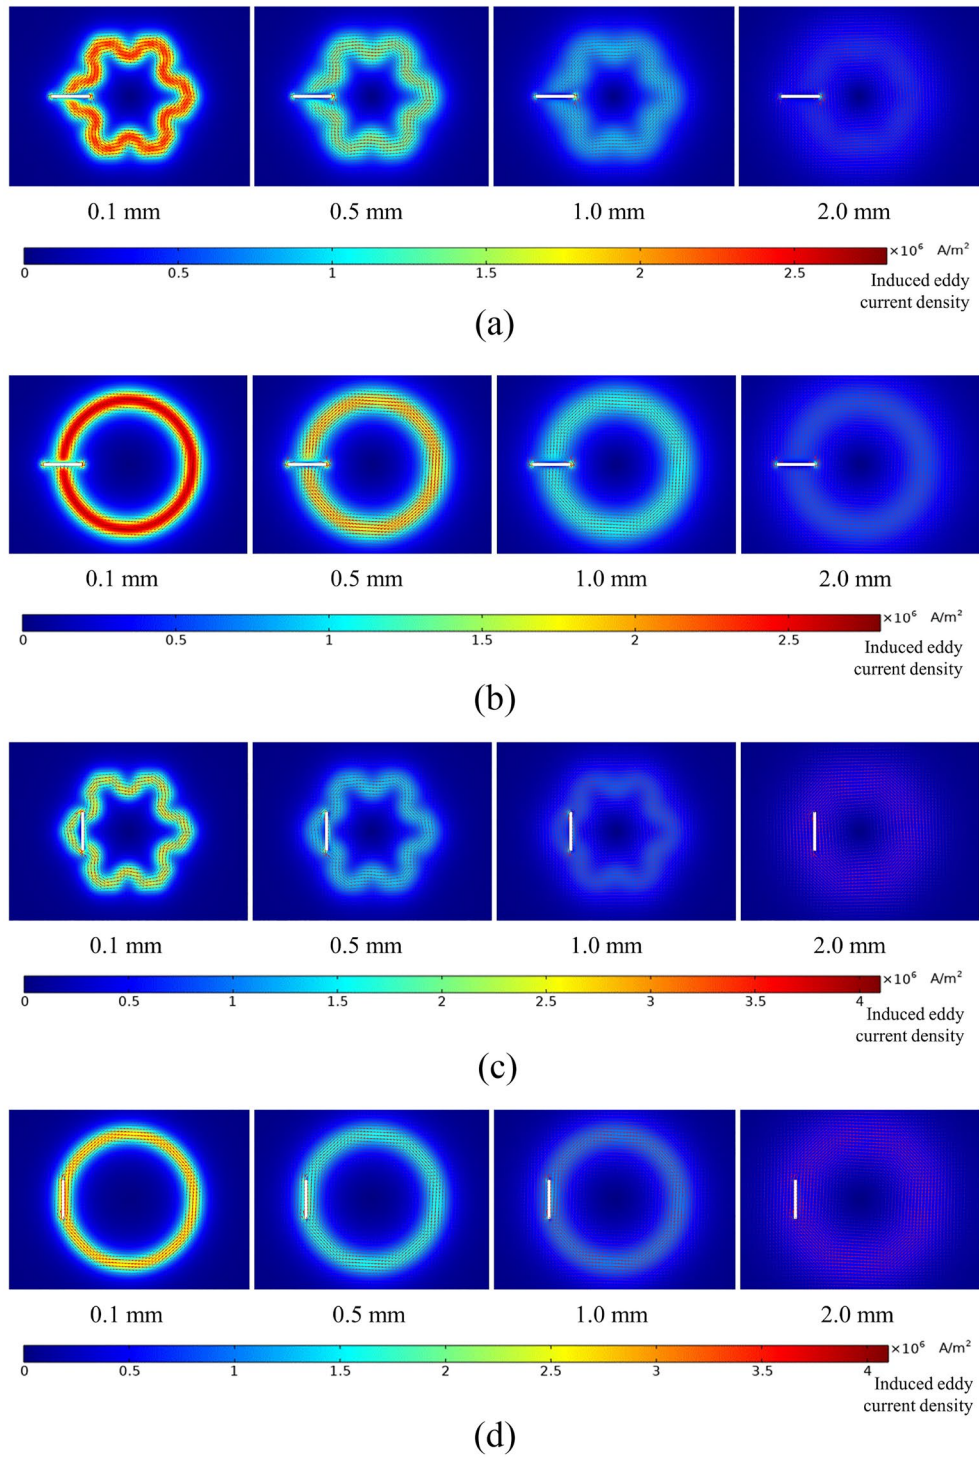 0.1 mm 0.5 mm 1.0 mm 2.0 mm
0 0.5 1 1.5 2 2.5 ×10⁶ A/m²
Induced eddy
current density
(a)
0.1 mm 0.5 mm 1.0 mm 2.0 mm
0 0.5 1 1.5 2 2.5 ×10⁶ A/m²
Induced eddy
current density
(b)
0.1 mm 0.5 mm 1.0 mm 2.0 mm
0 0.5 1 1.5 2 2.5 3 3.5 4 ×10⁶ A/m²
Induced eddy
current density
(c)
0.1 mm 0.5 mm 1.0 mm 2.0 mm
0 0.5 1 1.5 2 2.5 3 3.5 4 ×10⁶ A/m²
Induced eddy
current density
(d)